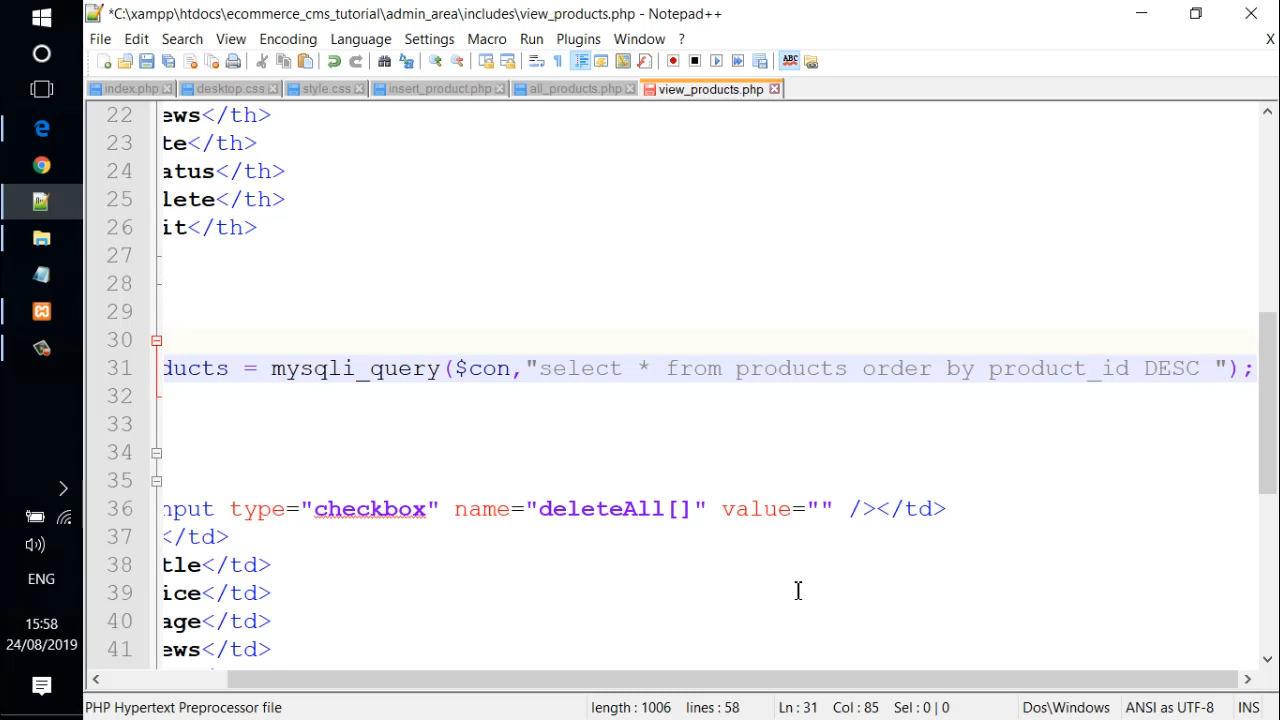 *C:\xampp\htdocs\ecommerce_cms_tutorial\admin_area\includes\view_products.php - Notepad++
File Edit Search View Encoding Language Settings Macro Run Plugins Window ? X
index.php desktop.css style.css insert_product.php all_products.php view_products.php
22 ews</th>
23 te</th>
24 atus</th>
25 lete</th>
26 it</th>
27
28
29
30
31 ducts = mysqli_query($con,"select * from products order by product_id DESC ");
32
33
34
35
36 nput type="checkbox" name="deleteAll[]" value="" /></td>
37 </td>
38 tle</td>
39 ice</td>
40 age</td>
41 ews</td>
ENG
15:58
24/08/2019
PHP Hypertext Preprocessor file length : 1006 lines : 58 Ln : 31 Col : 85 Sel : 0 | 0 Dos\Windows ANSI as UTF-8 INS